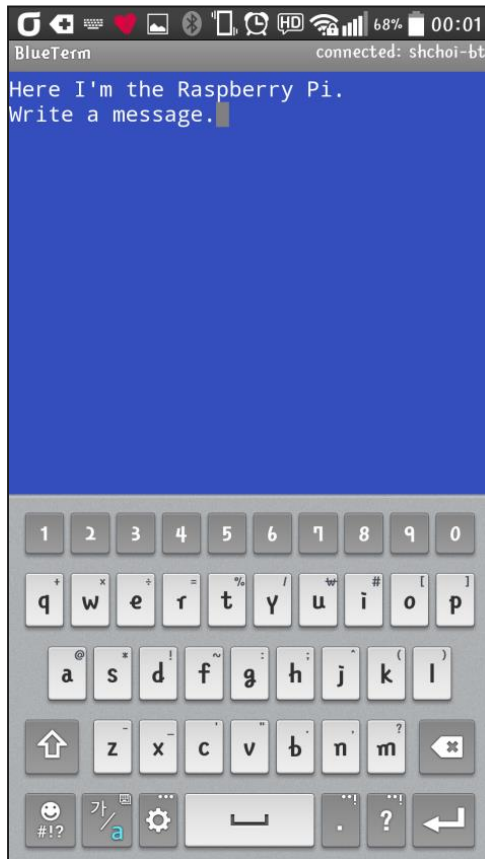 68% 00:01
BlueTerm connected: shchoi-bt
Here I'm the Raspberry Pi.
Write a message.
1 2 3 4 5 6 7 8 9 0
+ × ÷ = % / ₩ # [ ]
q w e r t y u i o p
@ * ! ~ : ; ^ ( )
a s d f g h j k l
- _ ' " . , ?
z x c v b n m
#!? 가/a . ?